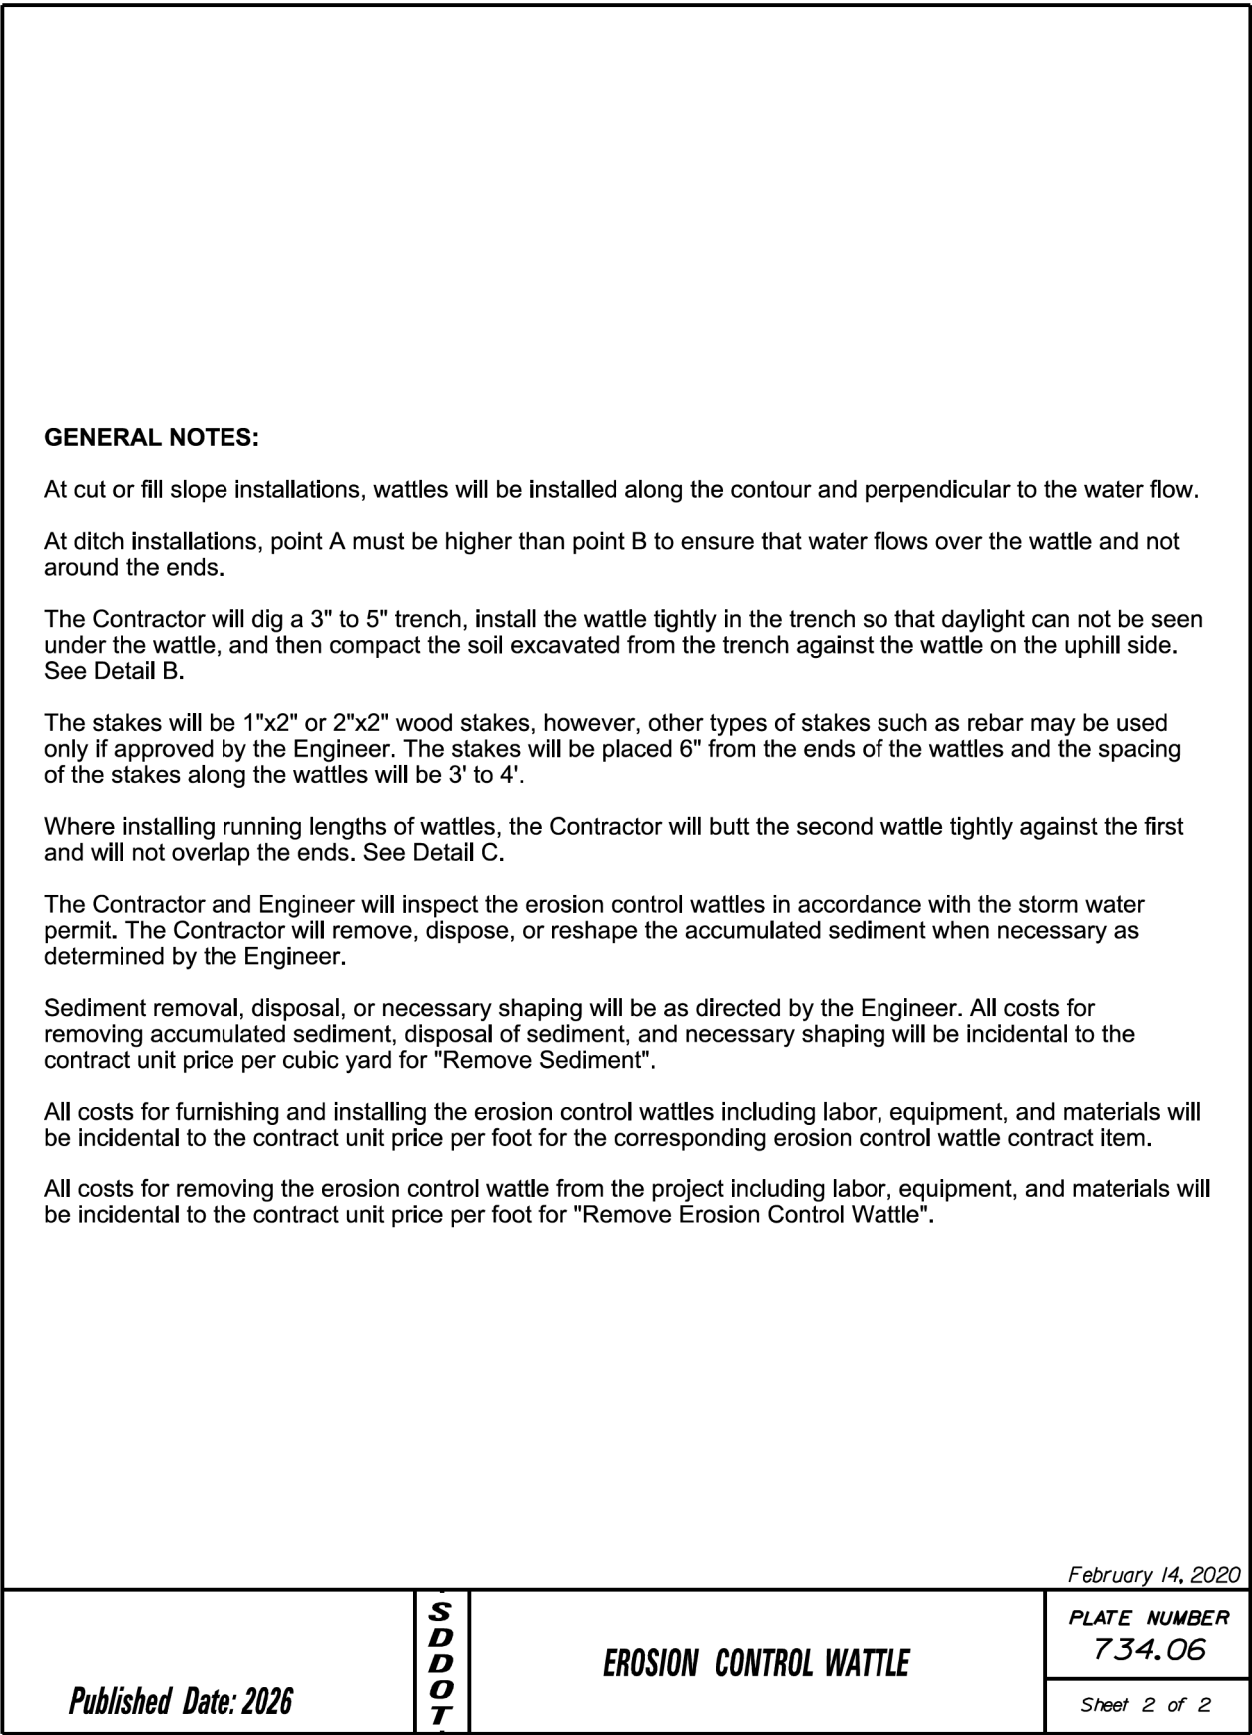 GENERAL NOTES:
At cut or fill slope installations, wattles will be installed along the contour and perpendicular to the water flow.
At ditch installations, point A must be higher than point B to ensure that water flows over the wattle and not
around the ends.
The Contractor will dig a 3" to 5" trench, install the wattle tightly in the trench so that daylight can not be seen
under the wattle, and then compact the soil excavated from the trench against the wattle on the uphill side.
See Detail B.
The stakes will be 1"x2" or 2"x2" wood stakes, however, other types of stakes such as rebar may be used
only if approved by the Engineer. The stakes will be placed 6" from the ends of the wattles and the spacing
of the stakes along the wattles will be 3' to 4'.
Where installing running lengths of wattles, the Contractor will butt the second wattle tightly against the first
and will not overlap the ends. See Detail C.
The Contractor and Engineer will inspect the erosion control wattles in accordance with the storm water
permit. The Contractor will remove, dispose, or reshape the accumulated sediment when necessary as
determined by the Engineer.
Sediment removal, disposal, or necessary shaping will be as directed by the Engineer. All costs for
removing accumulated sediment, disposal of sediment, and necessary shaping will be incidental to the
contract unit price per cubic yard for "Remove Sediment".
All costs for furnishing and installing the erosion control wattles including labor, equipment, and materials will
be incidental to the contract unit price per foot for the corresponding erosion control wattle contract item.
All costs for removing the erosion control wattle from the project including labor, equipment, and materials will
be incidental to the contract unit price per foot for "Remove Erosion Control Wattle".
February 14, 2020
Published Date: 2026
SDDOT
EROSION CONTROL WATTLE
PLATE NUMBER
734.06
Sheet 2 of 2